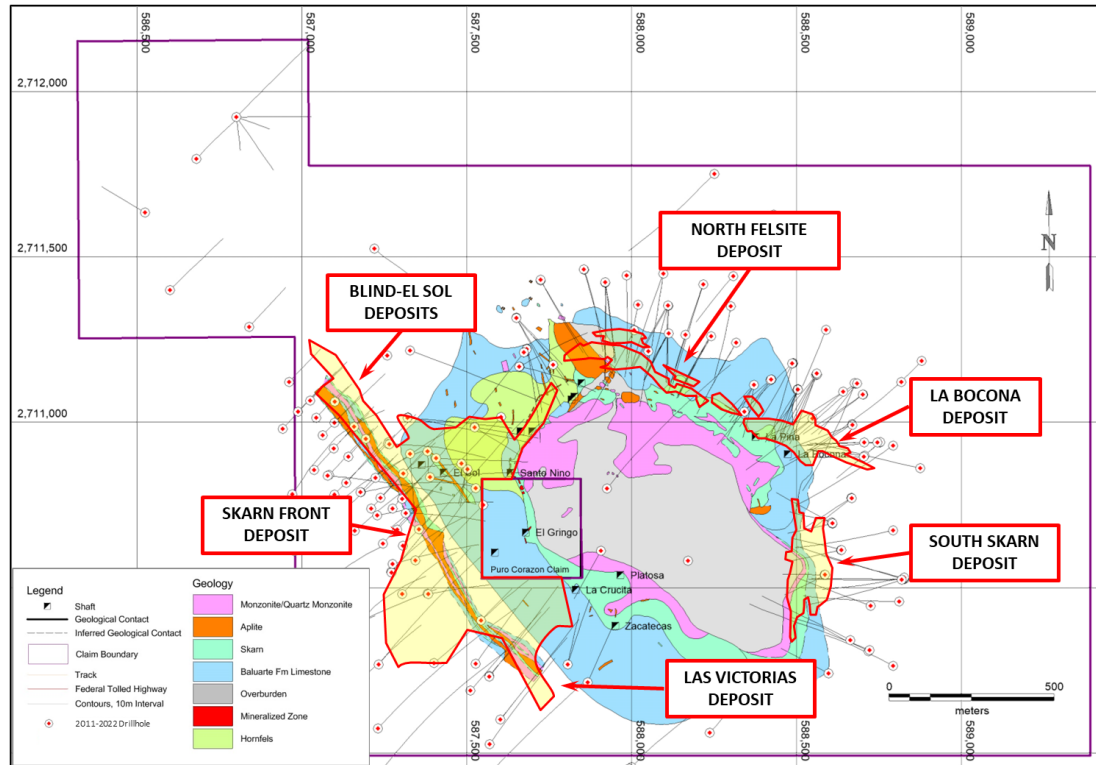 586,500
587,000
587,500
588,000
588,500
589,000
2,712,000
2,711,500
2,711,000
N
NORTH FELSITE
DEPOSIT
BLIND-EL SOL
DEPOSITS
LA BOCONA
DEPOSIT
La Pina
La Bocona
El Sol
Santo Nino
SKARN FRONT
DEPOSIT
El Gringo
SOUTH SKARN
DEPOSIT
Puro Corazon Claim
Platosa
La Crucita
Zacatecas
LAS VICTORIAS
DEPOSIT
0
500
meters
Legend
Shaft
Geological Contact
Inferred Geological Contact
Claim Boundary
Track
Federal Tolled Highway
Contours, 10m Interval
2011-2022 Drillhole
Geology
Monzonite/Quartz Monzonite
Aplite
Skarn
Baluarte Fm Limestone
Overburden
Mineralized Zone
Hornfels
587,500
588,000
588,500
589,000